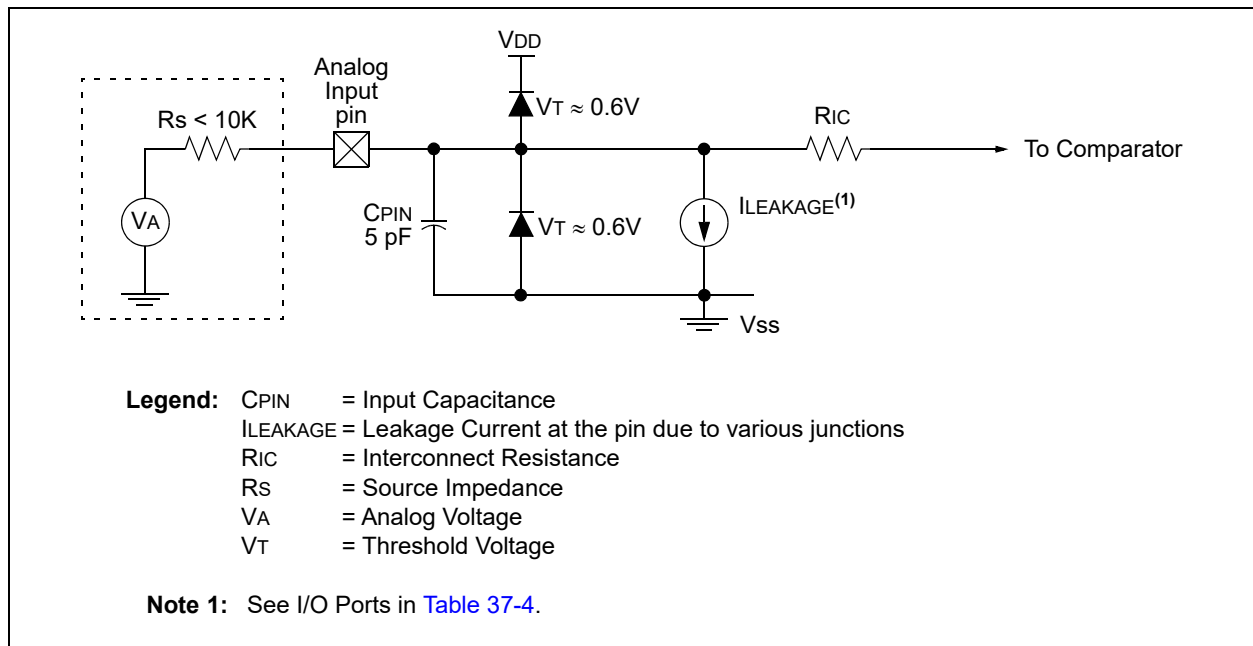 VDD
Analog
Input
pin
VT ≈ 0.6V
Rs < 10K
RIC
To Comparator
VA
CPIN
5 pF
VT ≈ 0.6V
ILEAKAGE(1)
Vss
Legend: CPIN = Input Capacitance
ILEAKAGE = Leakage Current at the pin due to various junctions
RIC = Interconnect Resistance
RS = Source Impedance
VA = Analog Voltage
VT = Threshold Voltage
Note 1: See I/O Ports in Table 37-4.